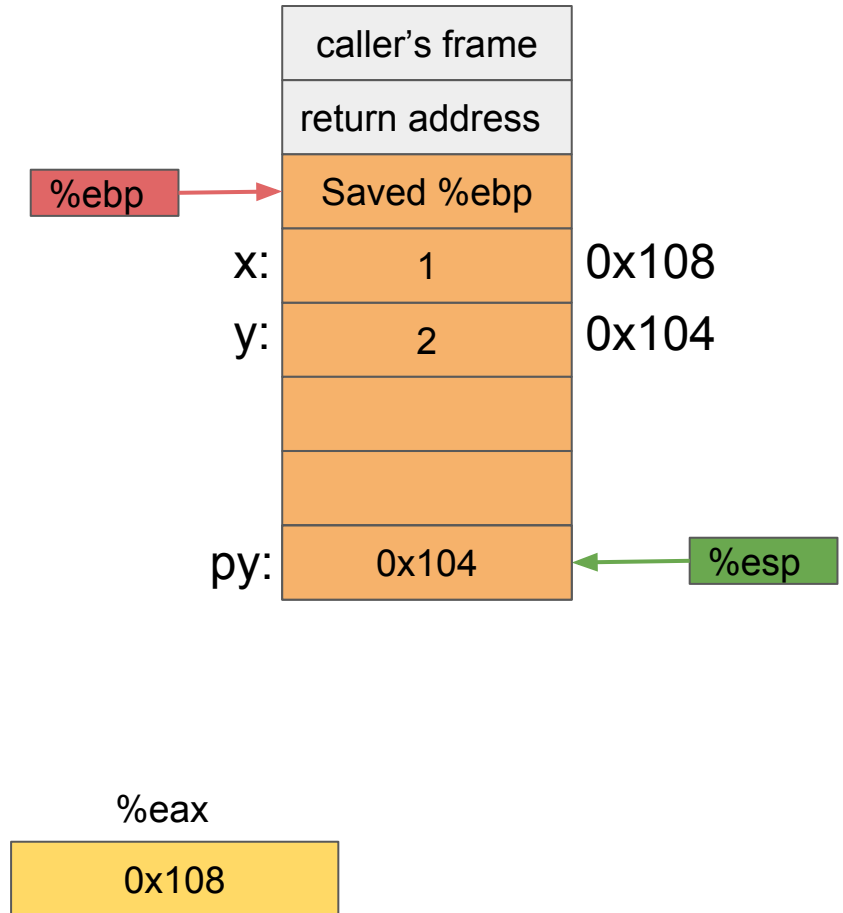 caller’s frame
return address
%ebp
Saved %ebp
x:
1
0x108
y:
2
0x104
py:
0x104
%esp
%eax
0x108